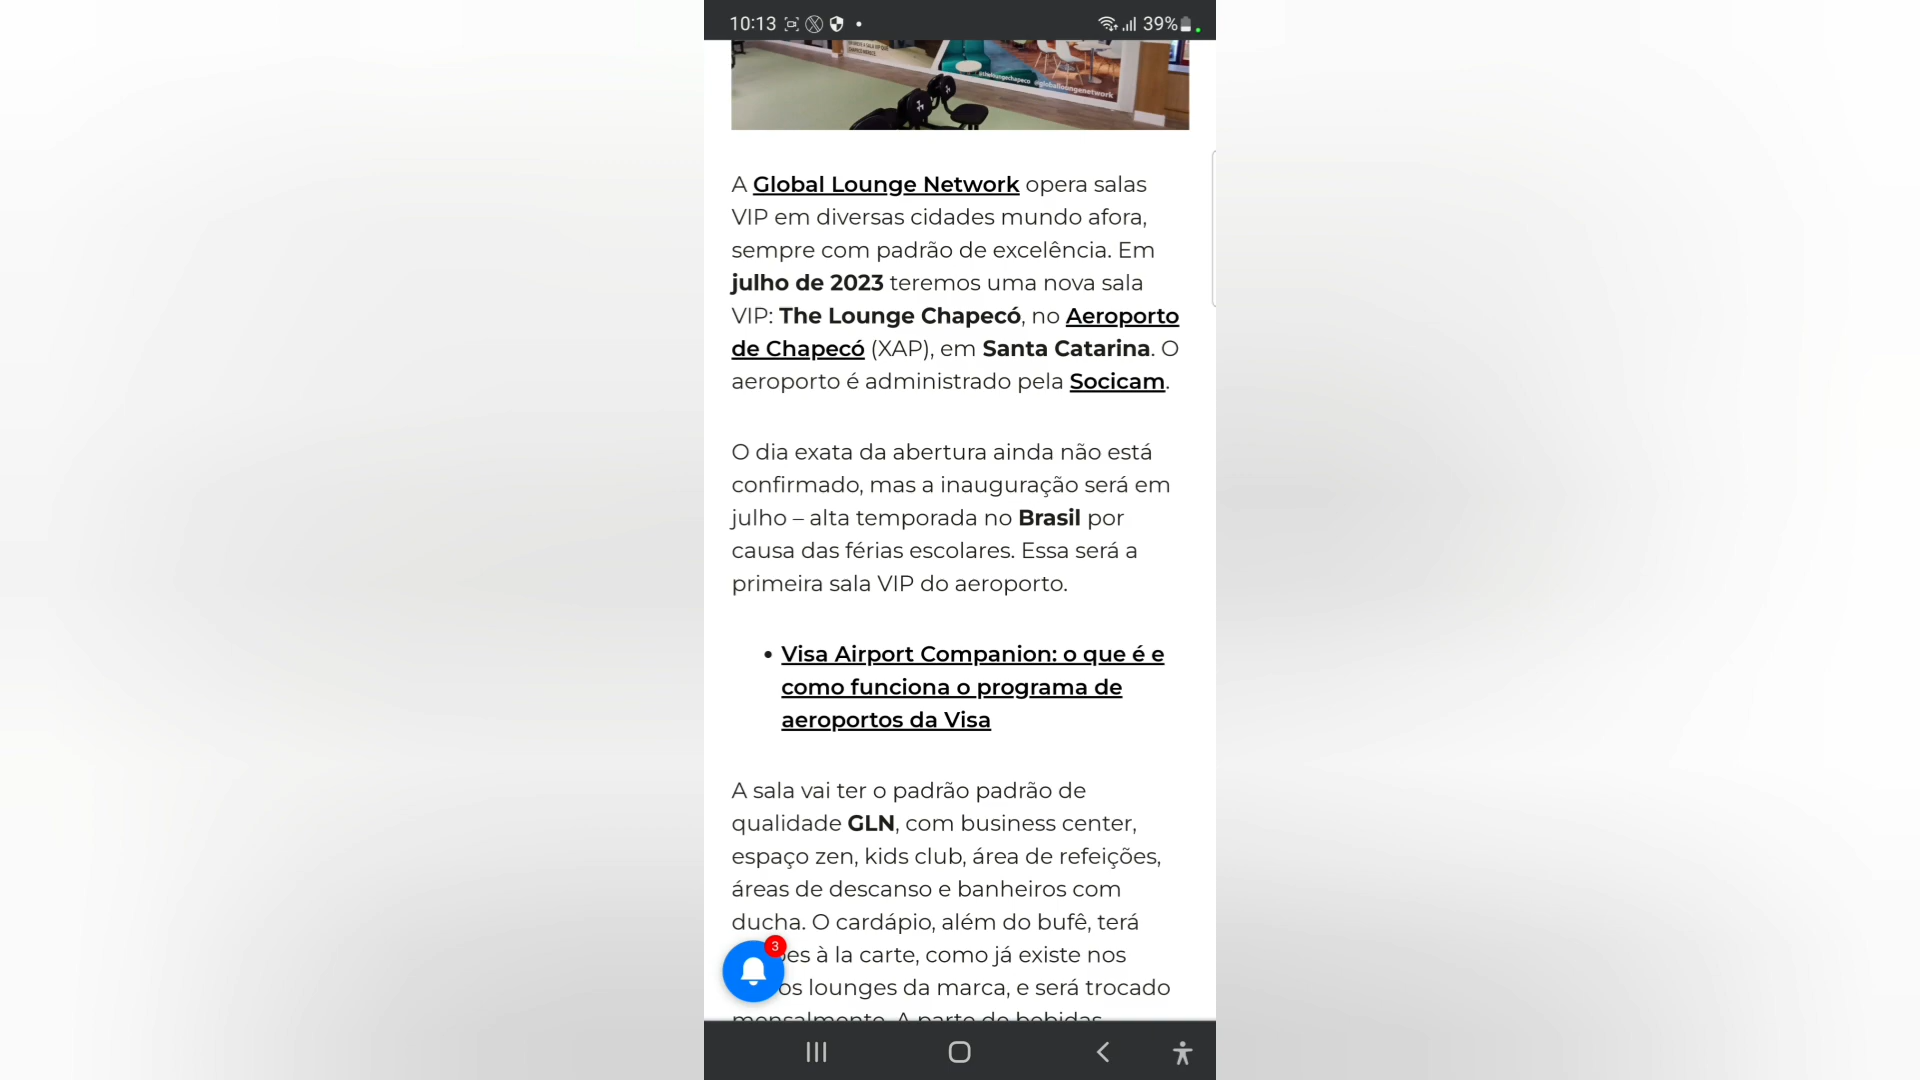 10:13
39%
@theloungechapeco @globalloungenetwork
A Global Lounge Network opera salas
VIP em diversas cidades mundo afora,
sempre com padrão de excelência. Em
julho de 2023 teremos uma nova sala
VIP: The Lounge Chapecó, no Aeroporto
de Chapecó (XAP), em Santa Catarina. O
aeroporto é administrado pela Socicam.
O dia exata da abertura ainda não está
confirmado, mas a inauguração será em
julho – alta temporada no Brasil por
causa das férias escolares. Essa será a
primeira sala VIP do aeroporto.
• Visa Airport Companion: o que é e
como funciona o programa de
aeroportos da Visa
A sala vai ter o padrão padrão de
qualidade GLN, com business center,
espaço zen, kids club, área de refeições,
áreas de descanso e banheiros com
ducha. O cardápio, além do bufê, terá
es à la carte, como já existe nos
3
os lounges da marca, e será trocado
mensalmente. A parte de bebidas